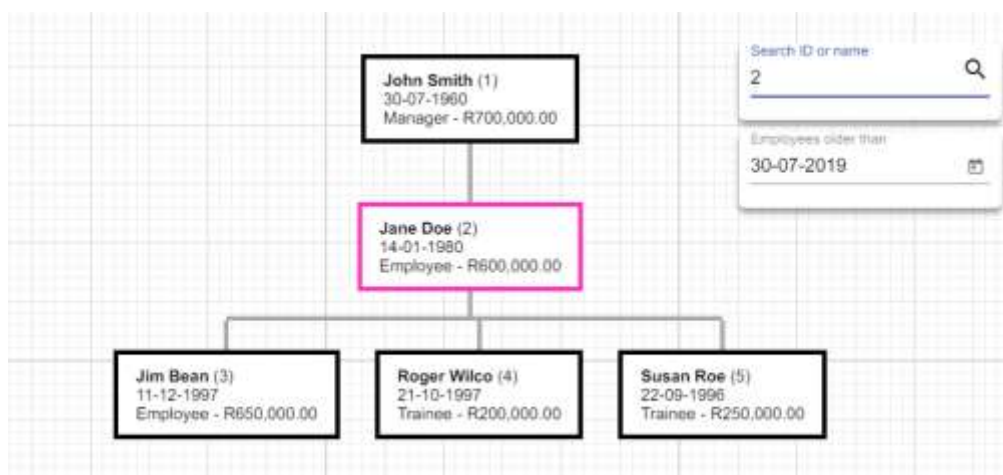 John Smith (1)
30-07-1960
Manager - R700,000.00
Search ID or name
2
Employees older than
30-07-2019
Jane Doe (2)
14-01-1980
Employee - R600,000.00
Jim Bean (3)
11-12-1997
Employee - R650,000.00
Roger Wilco (4)
21-10-1997
Trainee - R200,000.00
Susan Roe (5)
22-09-1996
Trainee - R250,000.00